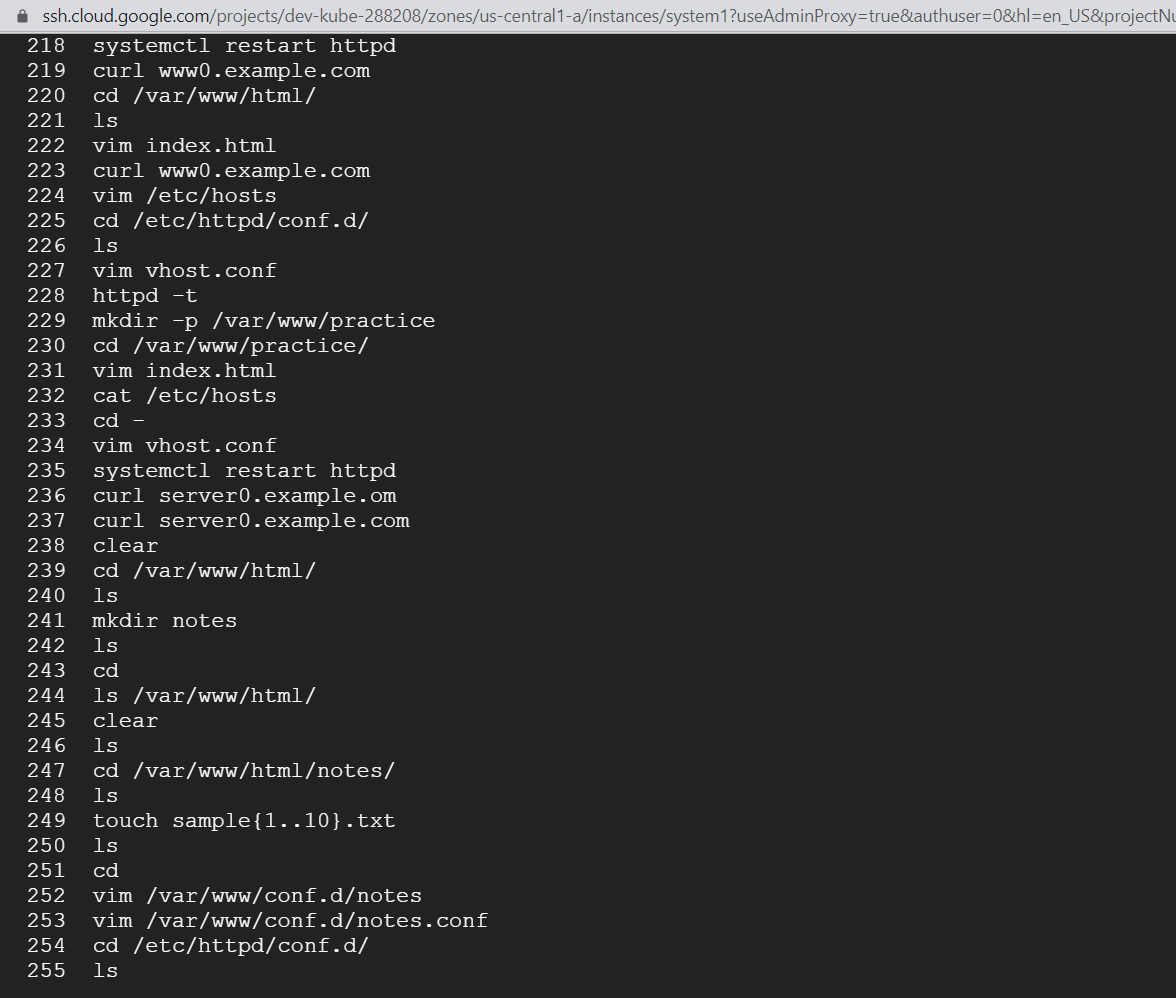 ssh.cloud.google.com/projects/dev-kube-288208/zones/us-central1-a/instances/system1?useAdminProxy=true&authuser=0&hl=en_US&projectNu
218 systemctl restart httpd
219 curl www0.example.com
220 cd /var/www/html/
221 ls
222 vim index.html
223 curl www0.example.com
224 vim /etc/hosts
225 cd /etc/httpd/conf.d/
226 ls
227 vim vhost.conf
228 httpd -t
229 mkdir -p /var/www/practice
230 cd /var/www/practice/
231 vim index.html
232 cat /etc/hosts
233 cd -
234 vim vhost.conf
235 systemctl restart httpd
236 curl server0.example.om
237 curl server0.example.com
238 clear
239 cd /var/www/html/
240 ls
241 mkdir notes
242 ls
243 cd
244 ls /var/www/html/
245 clear
246 ls
247 cd /var/www/html/notes/
248 ls
249 touch sample{1..10}.txt
250 ls
251 cd
252 vim /var/www/conf.d/notes
253 vim /var/www/conf.d/notes.conf
254 cd /etc/httpd/conf.d/
255 ls